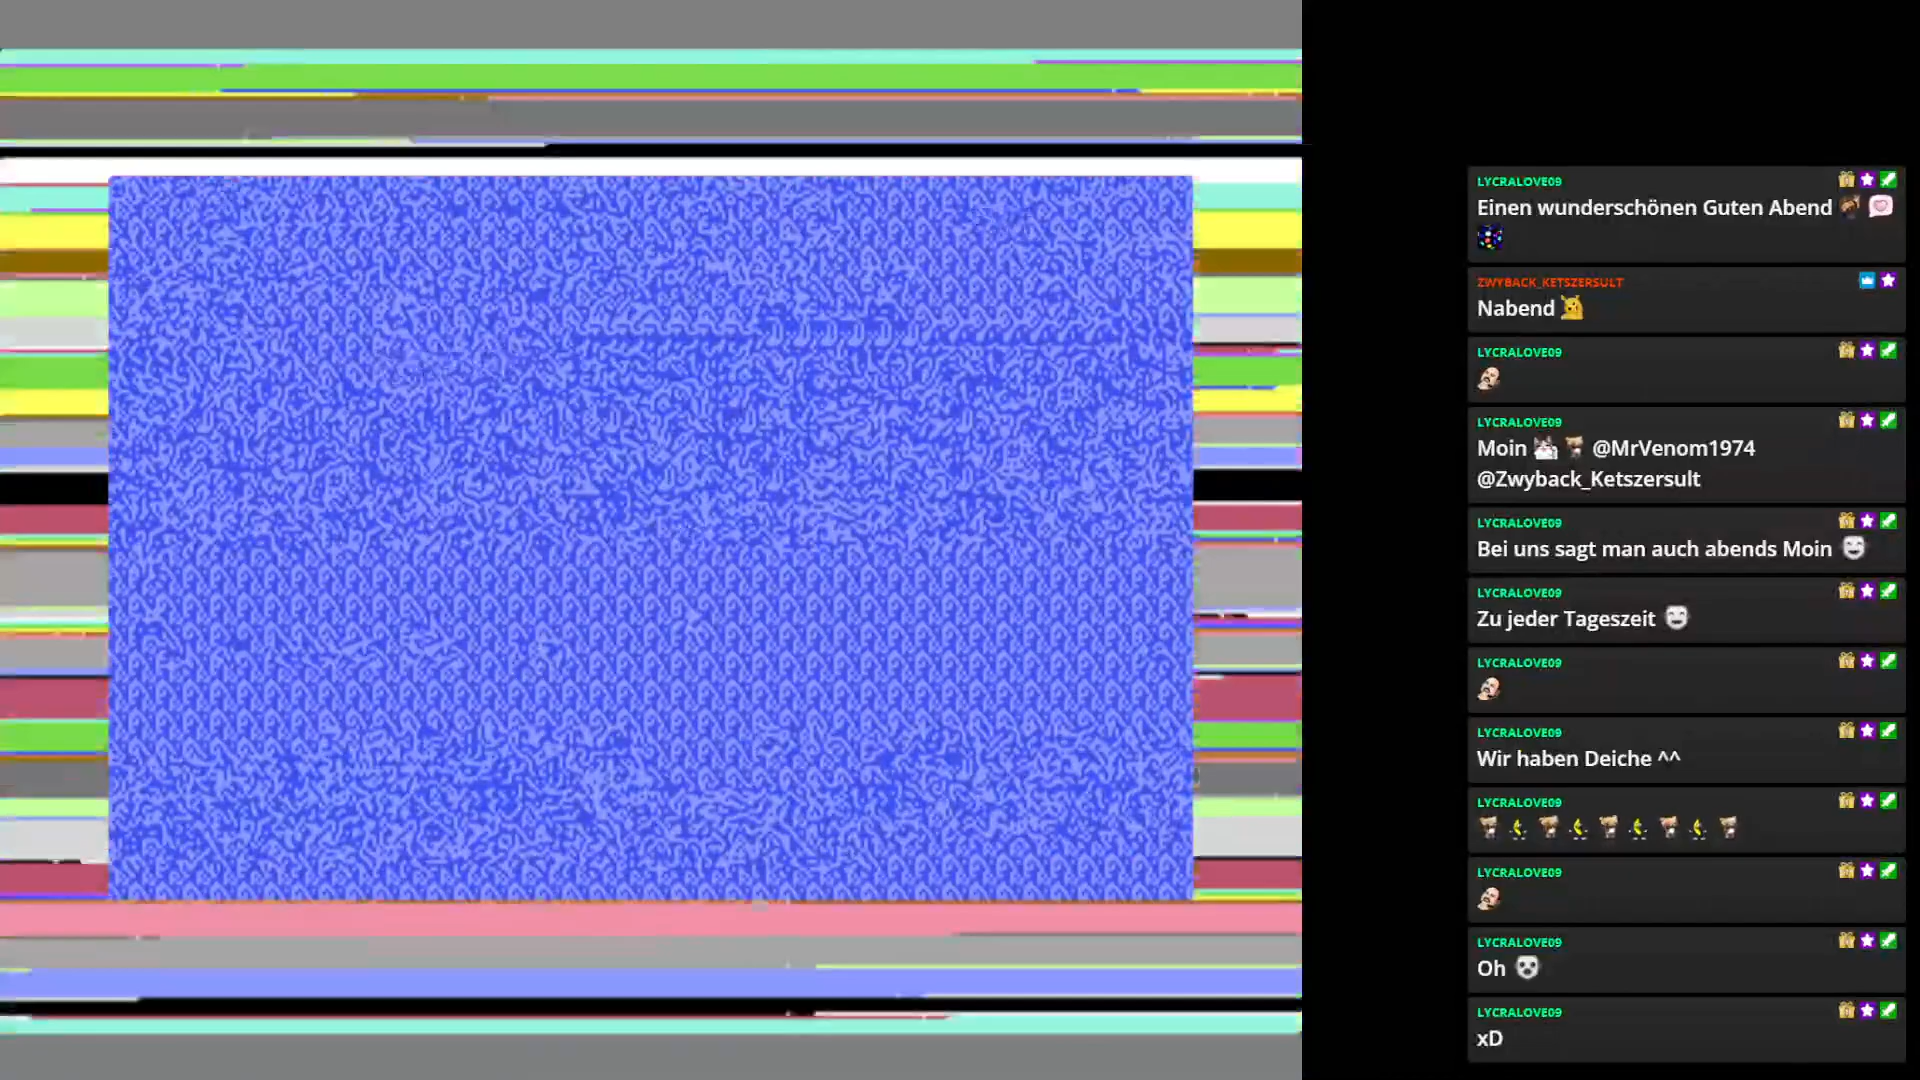 LYCRALOVE09
Einen wunderschönen Guten Abend
ZWYBACK_KETSZERSULT
Nabend
LYCRALOVE09
LYCRALOVE09
Moin @MrVenom1974
@Zwyback_Ketszersult
LYCRALOVE09
Bei uns sagt man auch abends Moin
LYCRALOVE09
Zu jeder Tageszeit
LYCRALOVE09
LYCRALOVE09
Wir haben Deiche ^^
LYCRALOVE09
LYCRALOVE09
LYCRALOVE09
Oh
LYCRALOVE09
xD